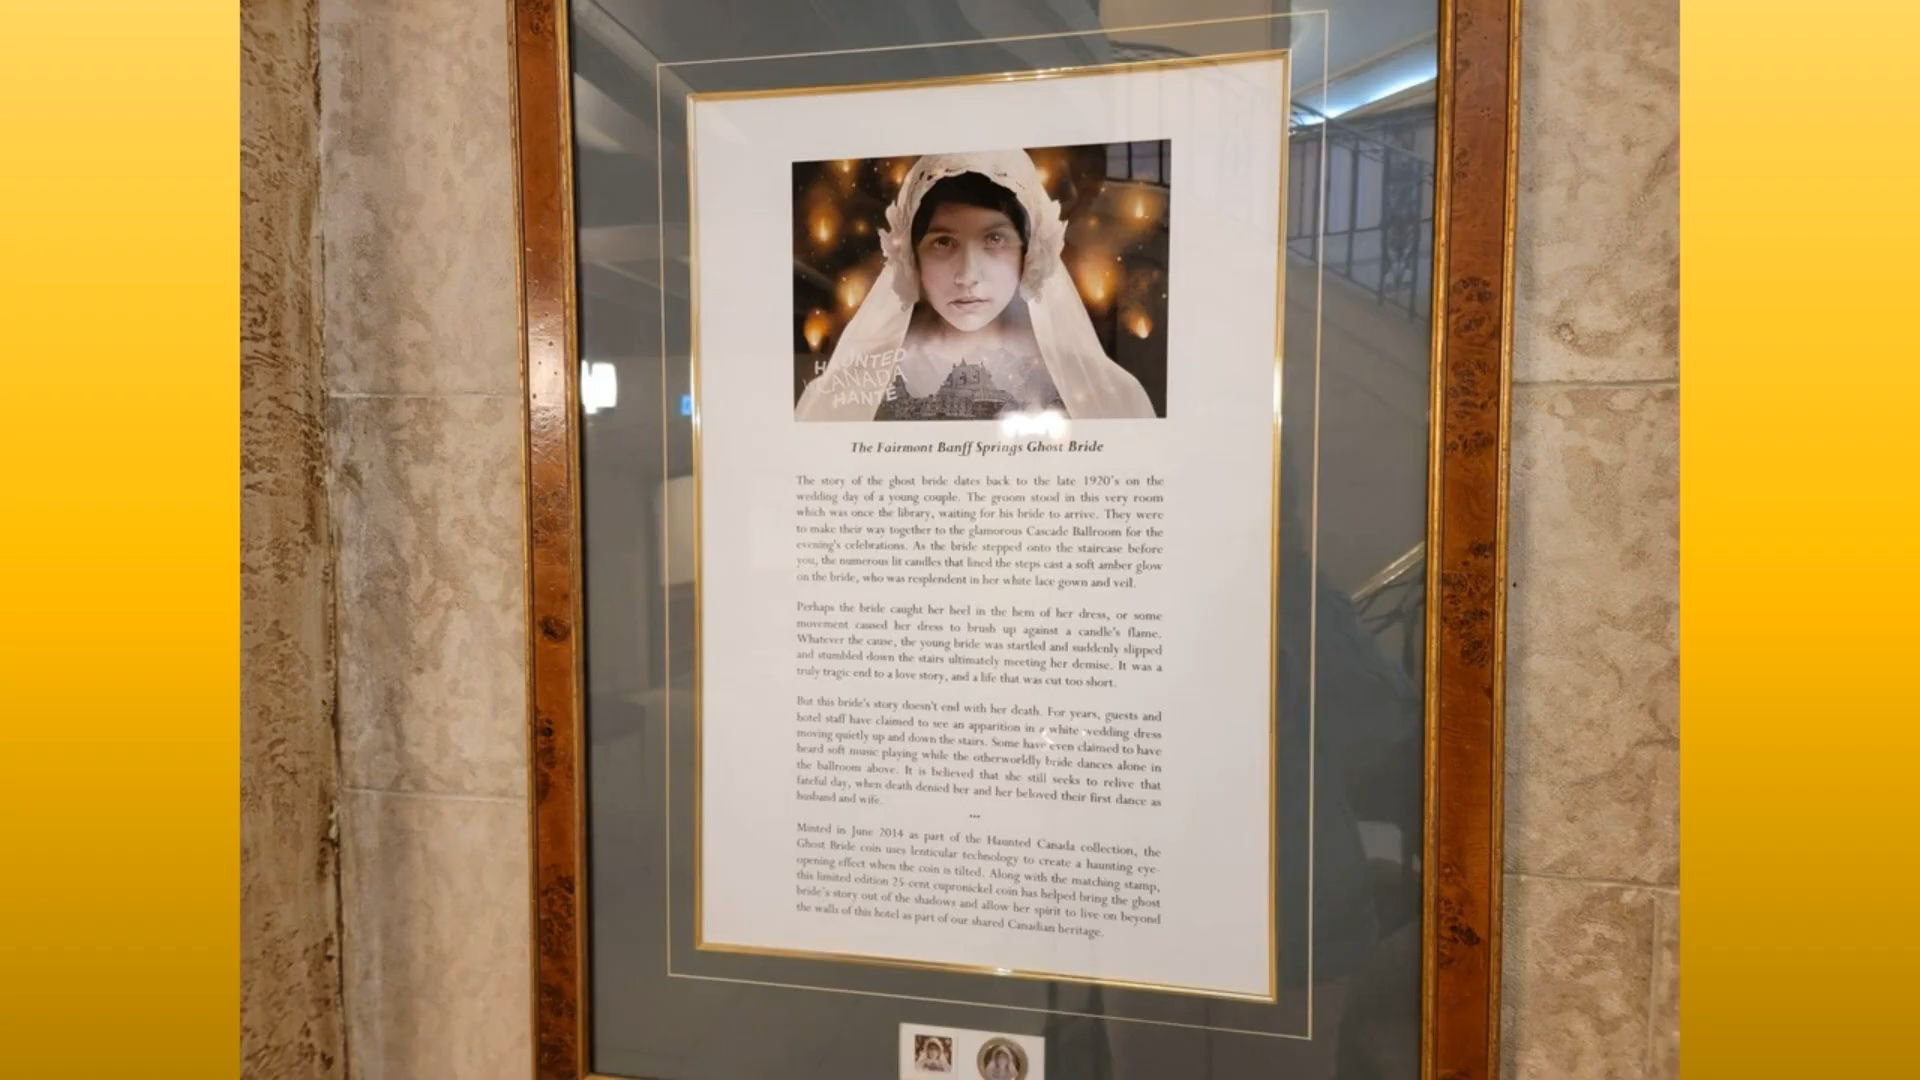 HAUNTED
CANADA
HANTÉ
The Fairmont Banff Springs Ghost Bride
The story of the ghost bride dates back to the late 1920's on the
wedding day of a young couple. The groom stood in this very room
which was once the library, waiting for his bride to arrive. They were
to make their way together to the glamorous Cascade Ballroom for the
evening's celebrations. As the bride stepped onto the staircase before
you, the numerous lit candles that lined the steps cast a soft amber glow
on the bride, who was resplendent in her white lace gown and veil.
Perhaps the bride caught her heel in the hem of her dress, or some
movement caused her dress to brush up against a candle's flame.
Whatever the cause, the young bride was startled and suddenly slipped
and stumbled down the stairs ultimately meeting her demise. It was a
truly tragic end to a love story, and a life that was cut too short.
But this bride's story doesn't end with her death. For years, guests and
hotel staff have claimed to see an apparition in a white wedding dress
moving quietly up and down the stairs. Some have even claimed to have
heard soft music playing while the otherworldly bride dances alone in
the ballroom above. It is believed that she still seeks to relive that
fateful day, when death denied her and her beloved their first dance as
husband and wife.
•••
Minted in June 2014 as part of the Haunted Canada collection, the
Ghost Bride coin uses lenticular technology to create a haunting eye-
opening effect when the coin is tilted. Along with the matching stamp,
this limited edition 25-cent cupronickel coin has helped bring the ghost
bride's story out of the shadows and allow her spirit to live on beyond
the walls of this hotel as part of our shared Canadian heritage.